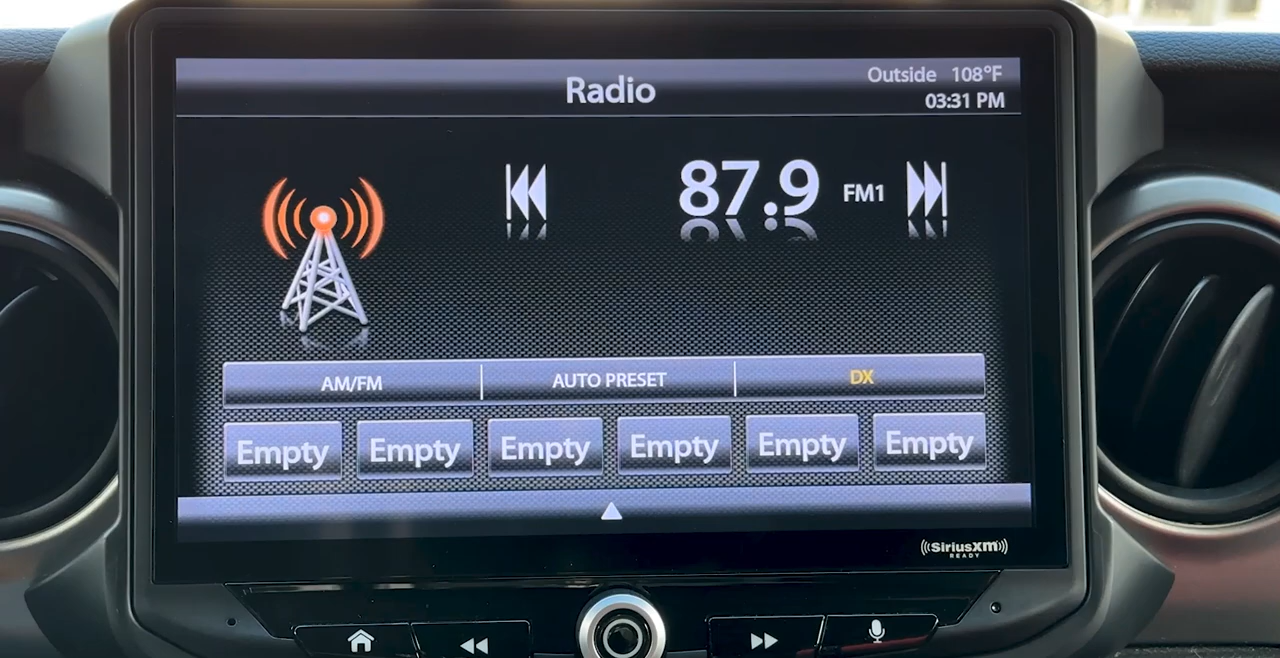 Radio
Outside 108°F
03:31 PM
87.9 FM1
AM/FM AUTO PRESET DX
Empty Empty Empty Empty Empty Empty
SiriusXM
READY